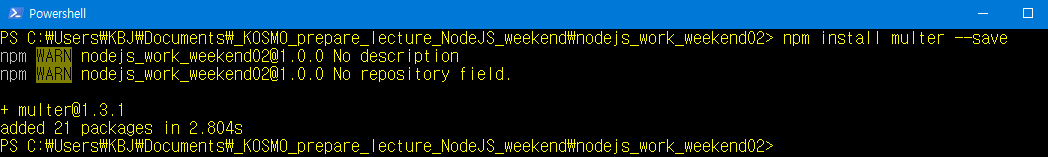 Powershell
PS C:₩Users₩KBJ₩Documents₩_KOSMO_prepare_lecture_NodeJS_weekend₩nodejs_work_weekend02> npm install multer --save
npm WARN nodejs_work_weekend02@1.0.0 No description
npm WARN nodejs_work_weekend02@1.0.0 No repository field.
+ multer@1.3.1
added 21 packages in 2.804s
PS C:₩Users₩KBJ₩Documents₩_KOSMO_prepare_lecture_NodeJS_weekend₩nodejs_work_weekend02>